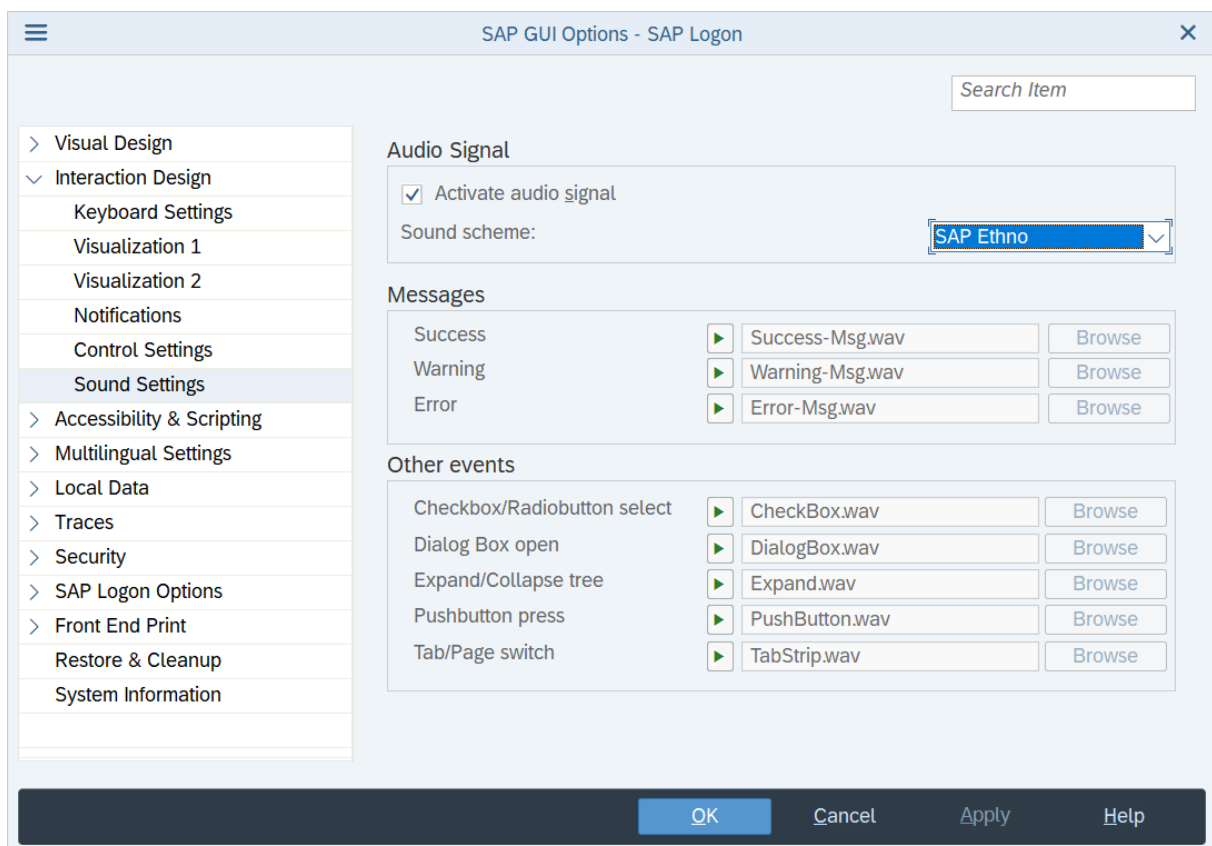 SAP GUI Options - SAP Logon
Search Item
Visual Design
Interaction Design
Keyboard Settings
Visualization 1
Visualization 2
Notifications
Control Settings
Sound Settings
Accessibility & Scripting
Multilingual Settings
Local Data
Traces
Security
SAP Logon Options
Front End Print
Restore & Cleanup
System Information
Audio Signal
Activate audio signal
Sound scheme: SAP Ethno
Messages
Success Success-Msg.wav Browse
Warning Warning-Msg.wav Browse
Error Error-Msg.wav Browse
Other events
Checkbox/Radiobutton select CheckBox.wav Browse
Dialog Box open DialogBox.wav Browse
Expand/Collapse tree Expand.wav Browse
Pushbutton press PushButton.wav Browse
Tab/Page switch TabStrip.wav Browse
OK Cancel Apply Help